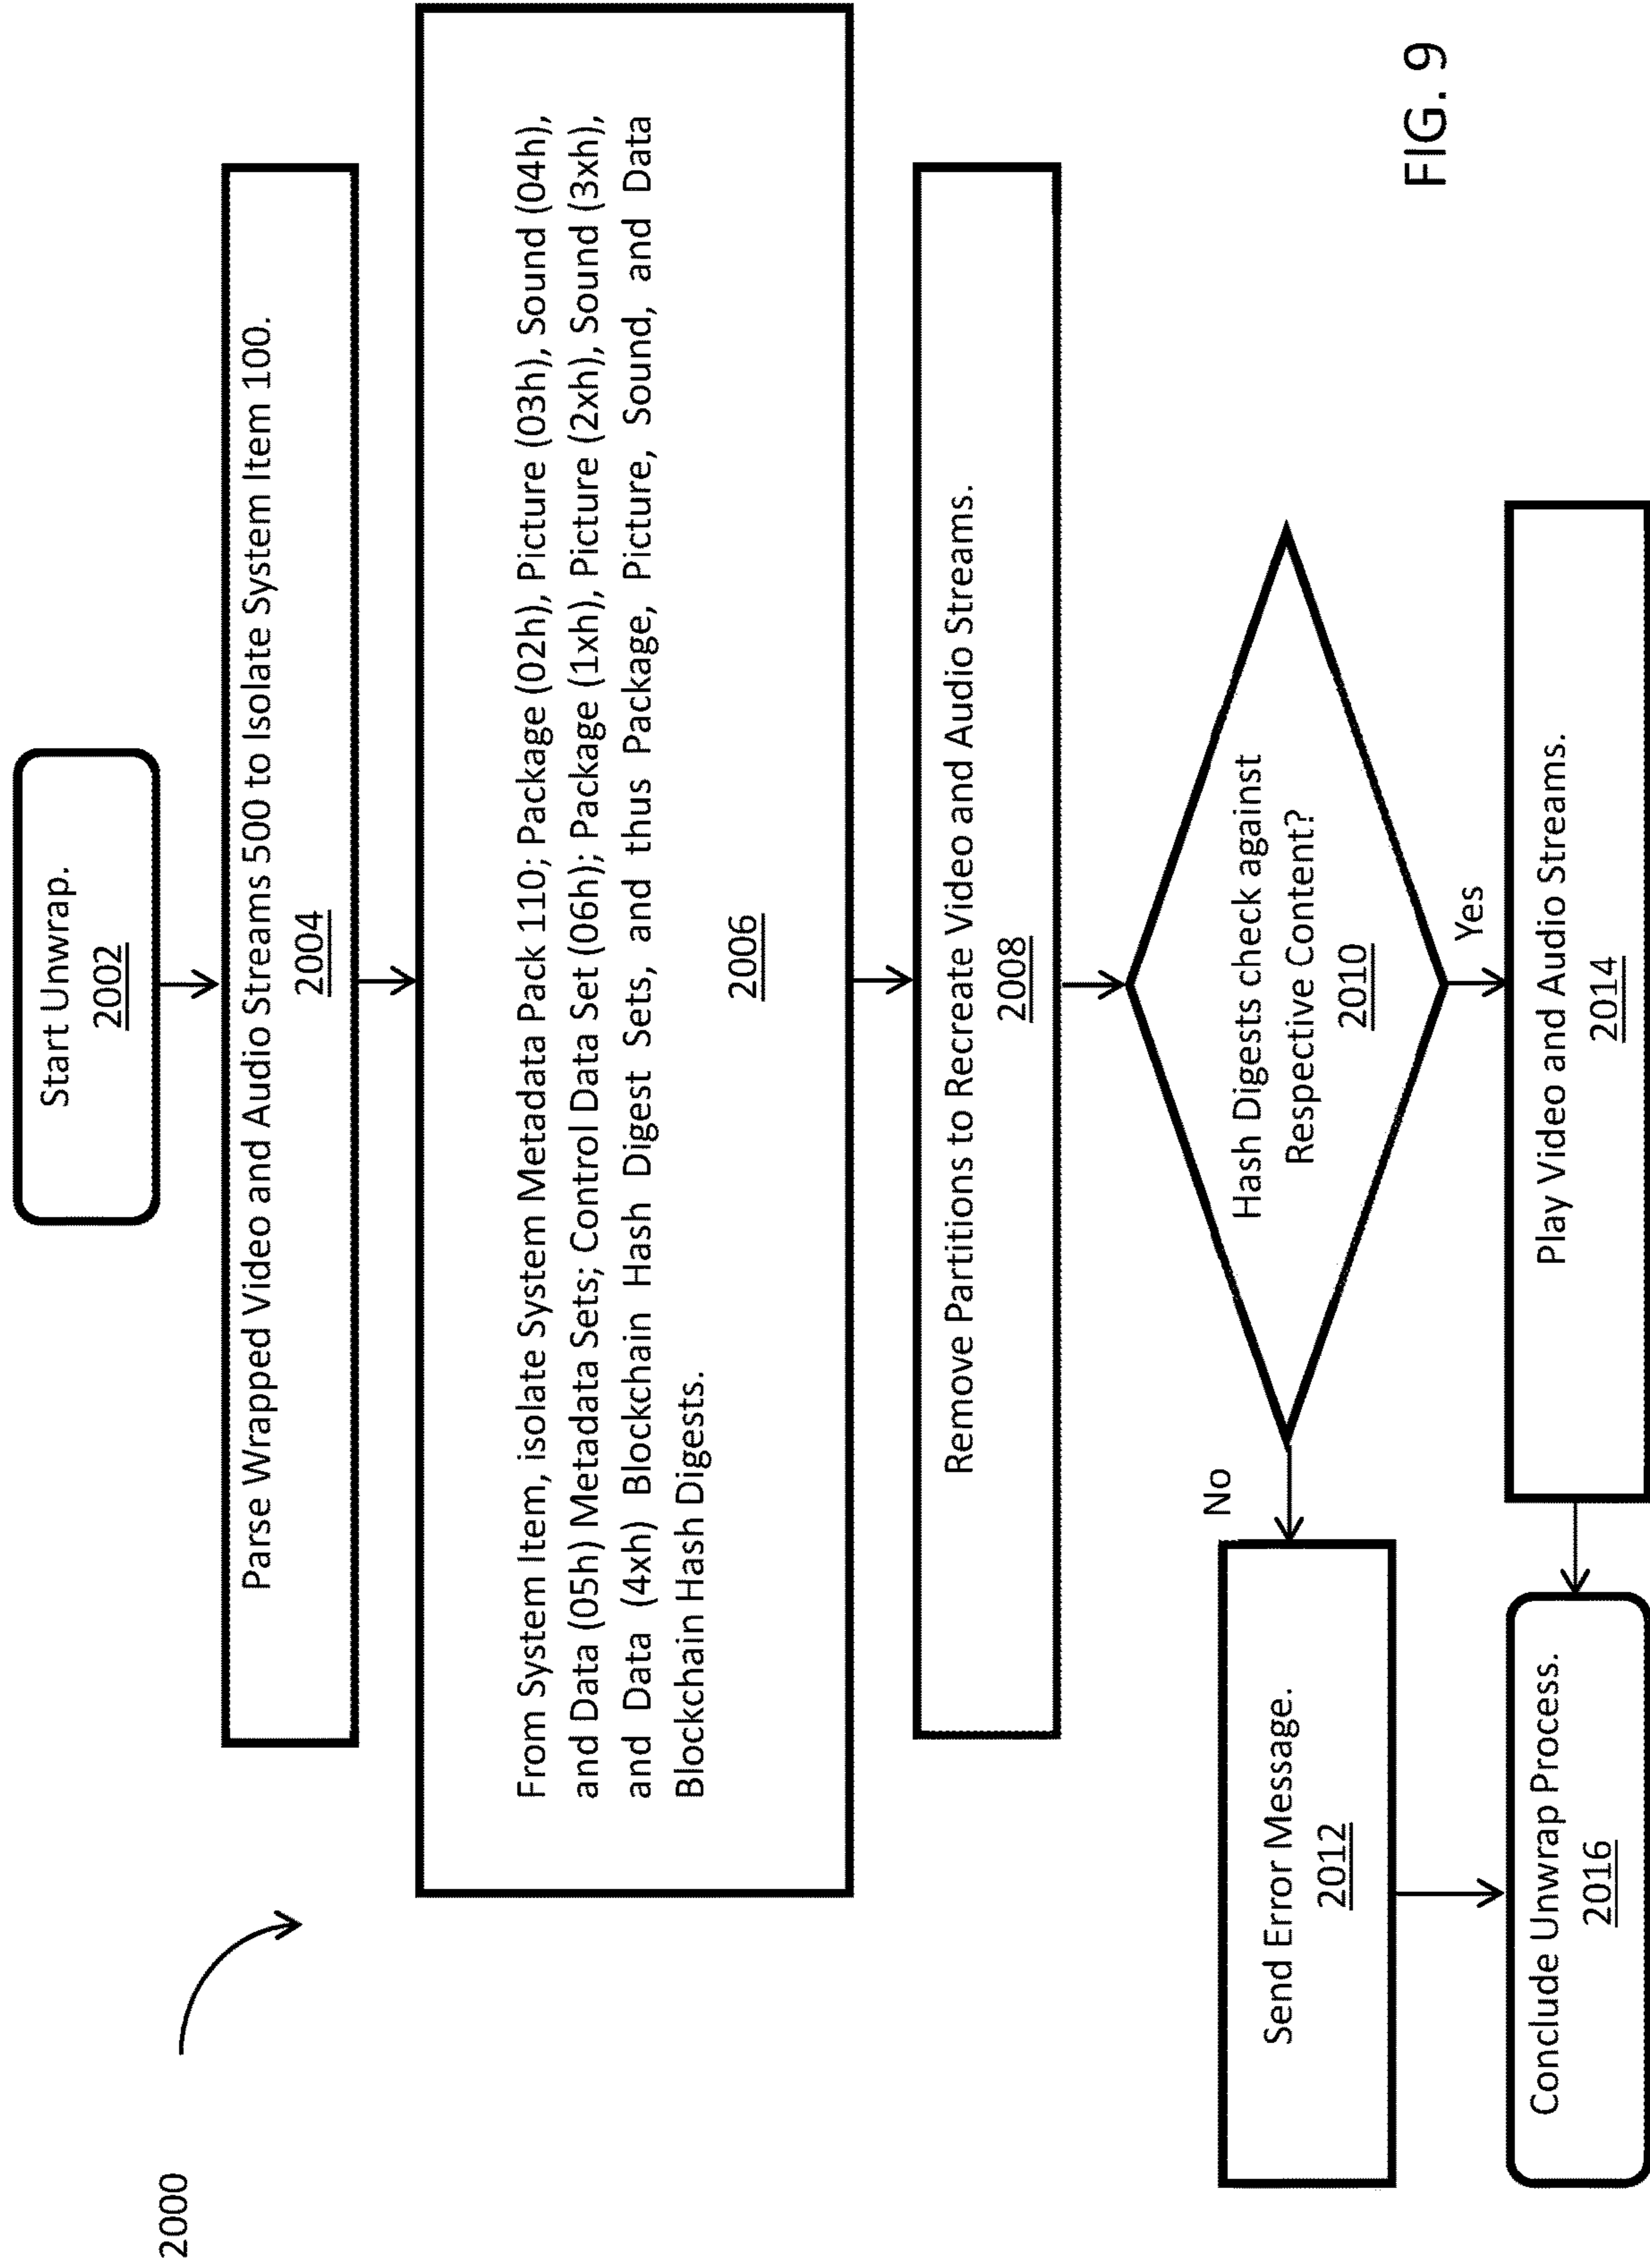 2000
Start Unwrap.
2002
Parse Wrapped Video and Audio Streams 500 to Isolate System Item 100.
2004
From System Item, isolate System Metadata Pack 110; Package (02h), Picture (03h), Sound (04h),
and Data (05h) Metadata Sets; Control Data Set (06h); Package (1xh), Picture (2xh), Sound (3xh),
and Data (4xh) Blockchain Hash Digest Sets, and thus Package, Picture, Sound, and Data
Blockchain Hash Digests.
2006
Remove Partitions to Recreate Video and Audio Streams.
2008
Hash Digests check against
Respective Content?
2010
No
Yes
Send Error Message.
2012
Play Video and Audio Streams.
2014
Conclude Unwrap Process.
2016
FIG. 9